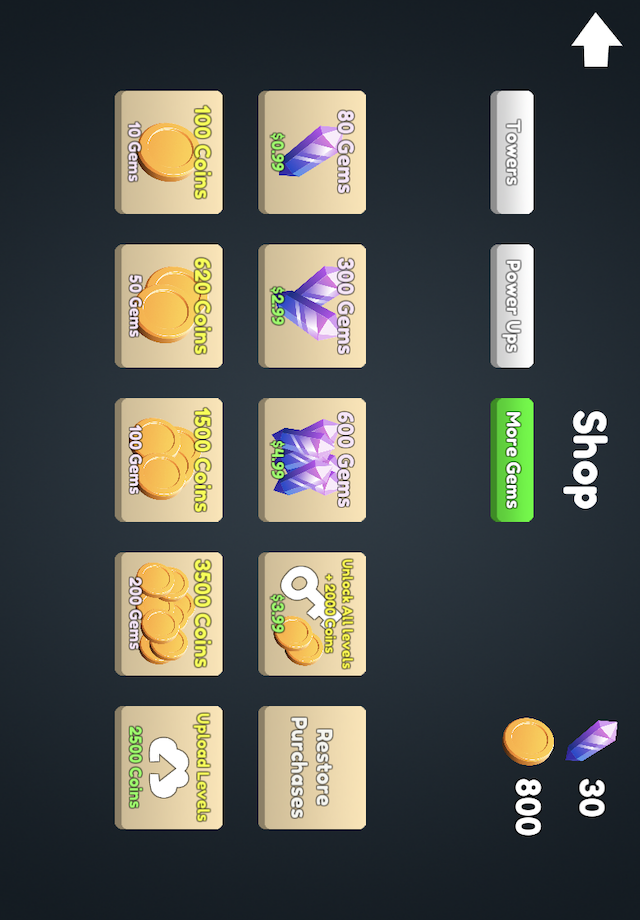 Shop
30
800
Towers
Power Ups
More Gems
80 Gems
$0.99
300 Gems
$2.99
600 Gems
$4.99
Unlock All levels
+ 2000 Coins
$3.99
Restore
Purchases
100 Coins
10 Gems
620 Coins
50 Gems
1500 Coins
100 Gems
3500 Coins
200 Gems
Upload Levels
2500 Coins